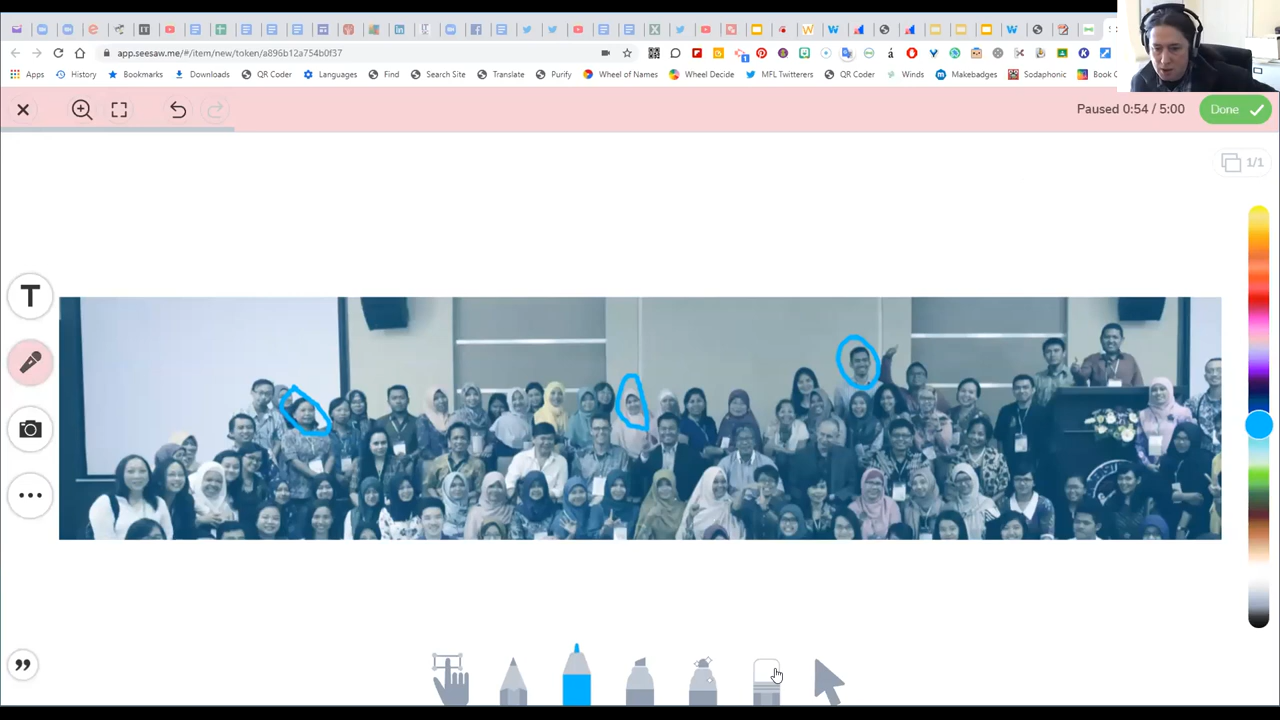 app.seesaw.me/#/item/new/token/a896b12a754b0f37
Apps History Bookmarks Downloads QR Coder Languages Find Search Site Translate Purify Wheel of Names Wheel Decide MFL Twitterers QR Coder Winds Makebadges Sodaphonic Book C
Paused 0:54 / 5:00
Done
1/1
T